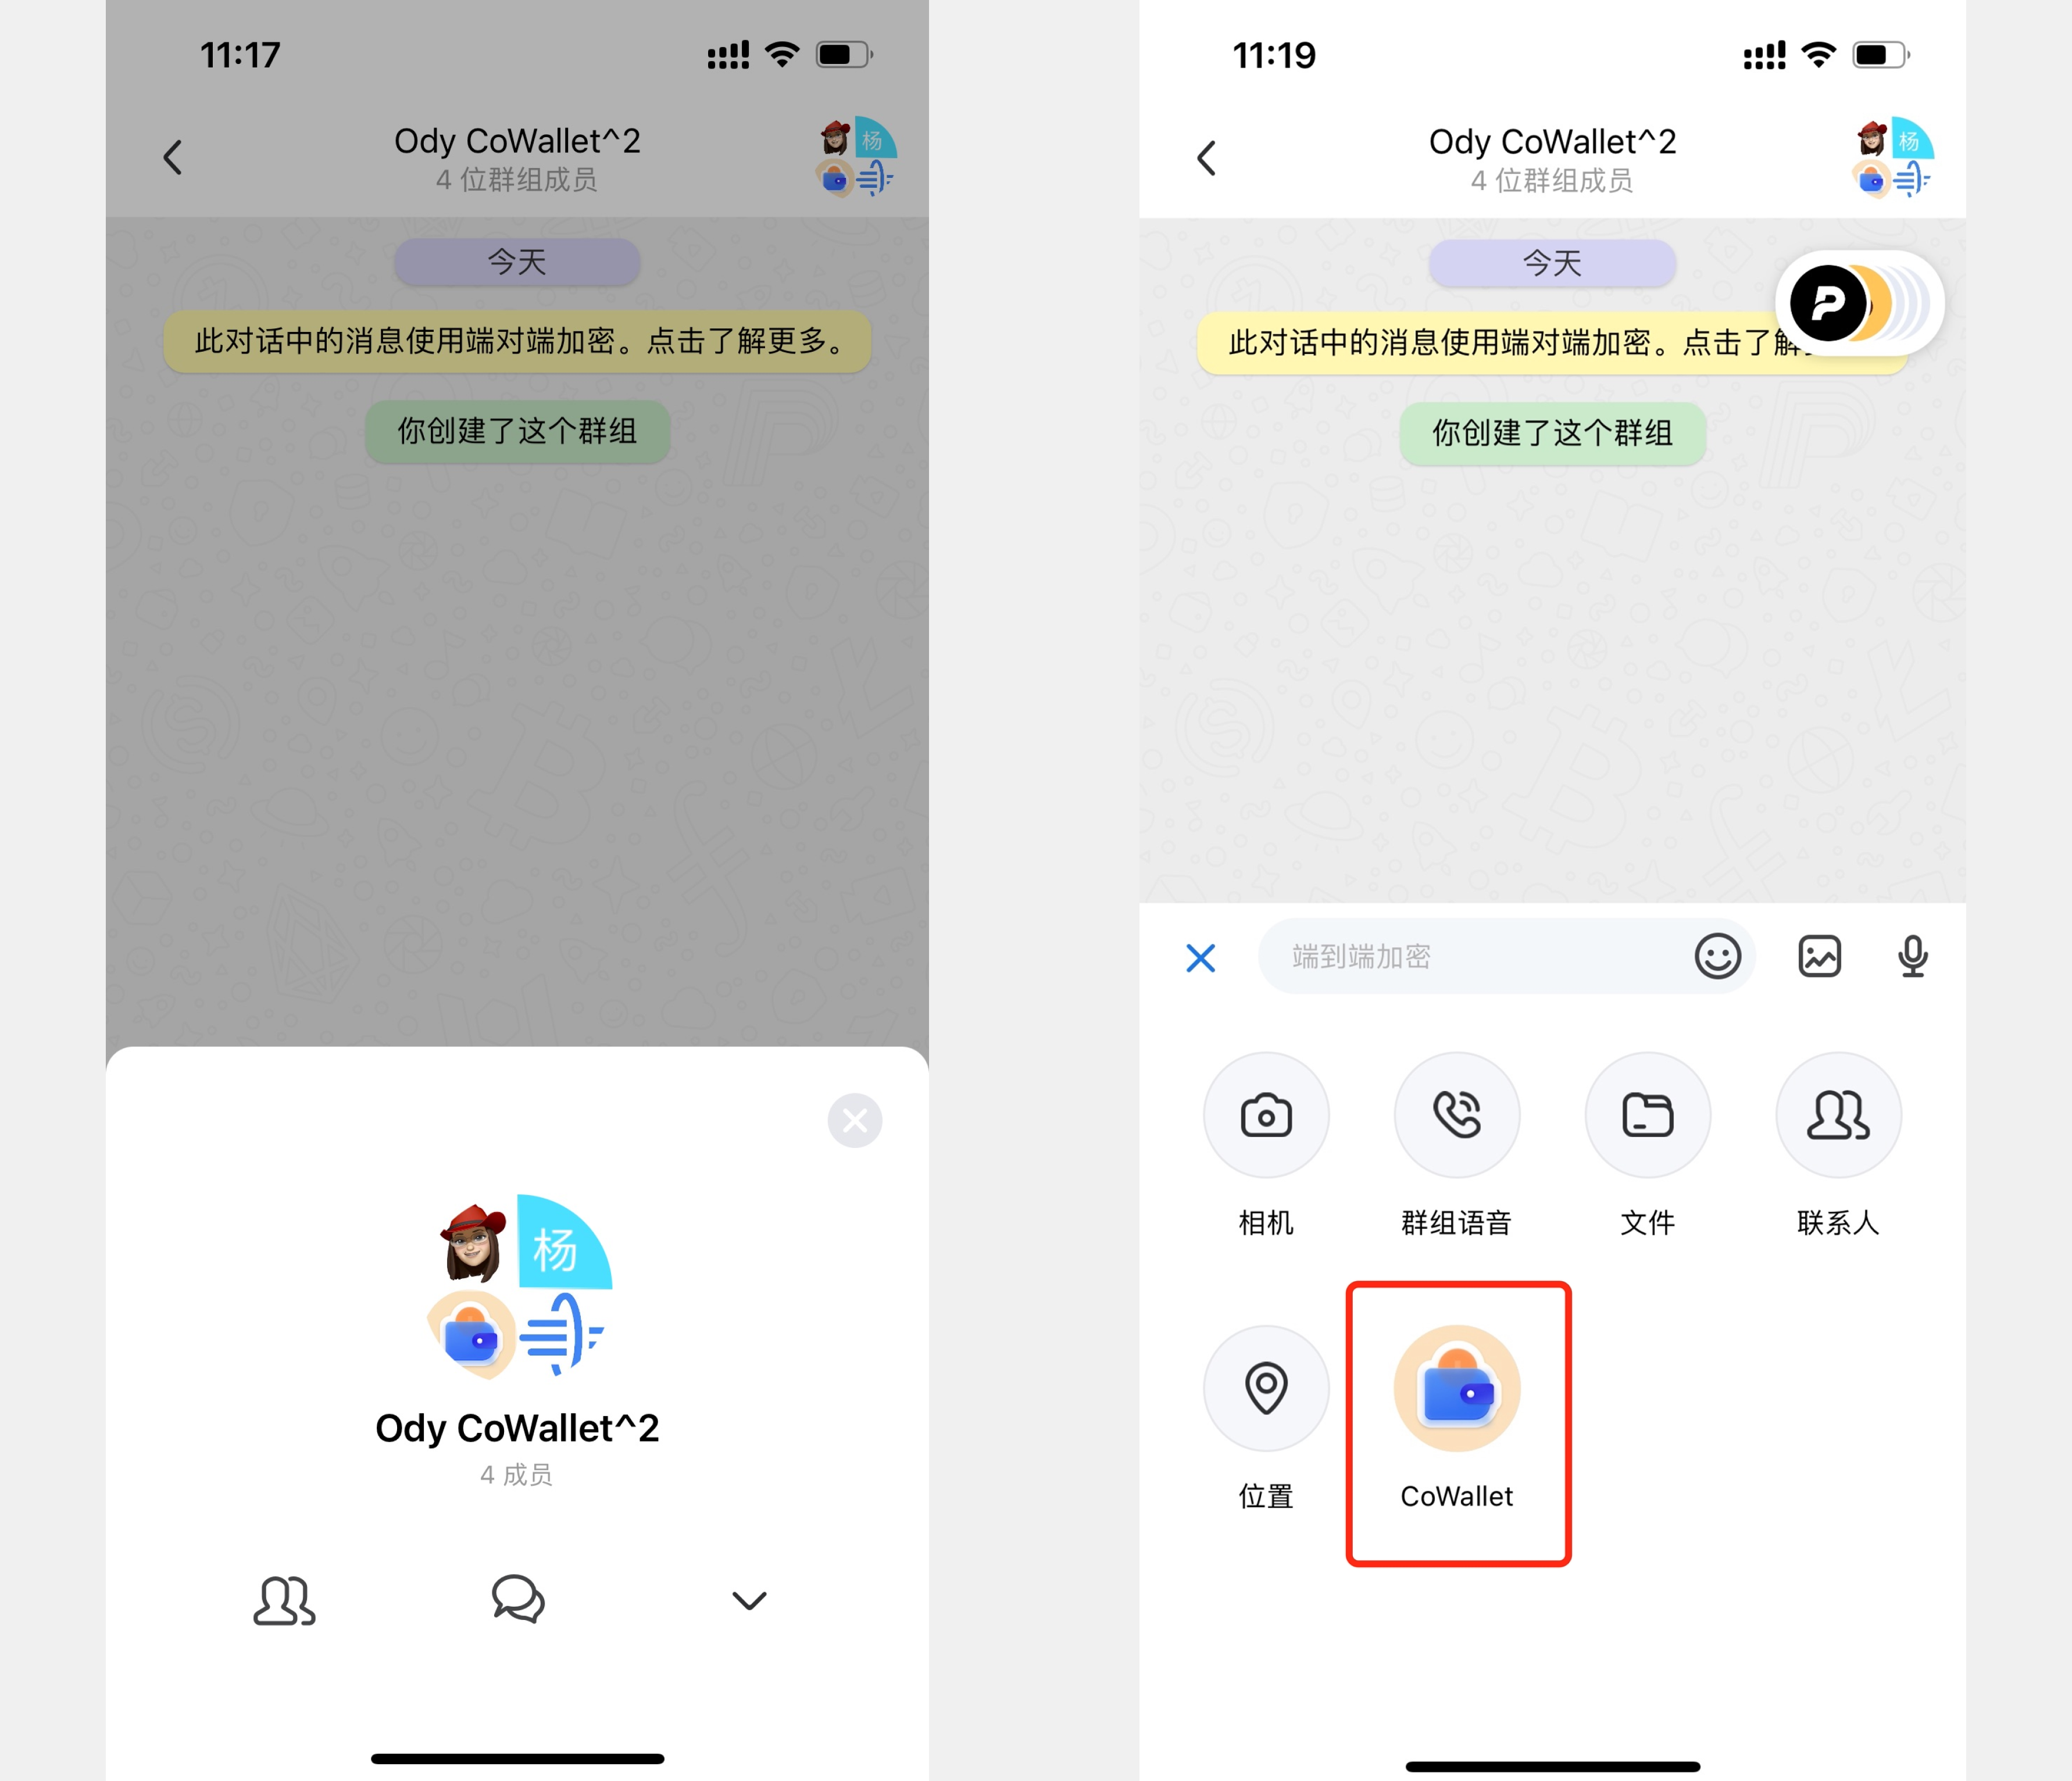 11:17
Ody CoWallet^2
4 位群组成员
杨
今天
此对话中的消息使用端对端加密。点击了解更多。
你创建了这个群组
杨
Ody CoWallet^2
4 成员
11:19
Ody CoWallet^2
4 位群组成员
杨
今天
此对话中的消息使用端对端加密。点击了解
你创建了这个群组
端到端加密
相机
群组语音
文件
联系人
位置
CoWallet